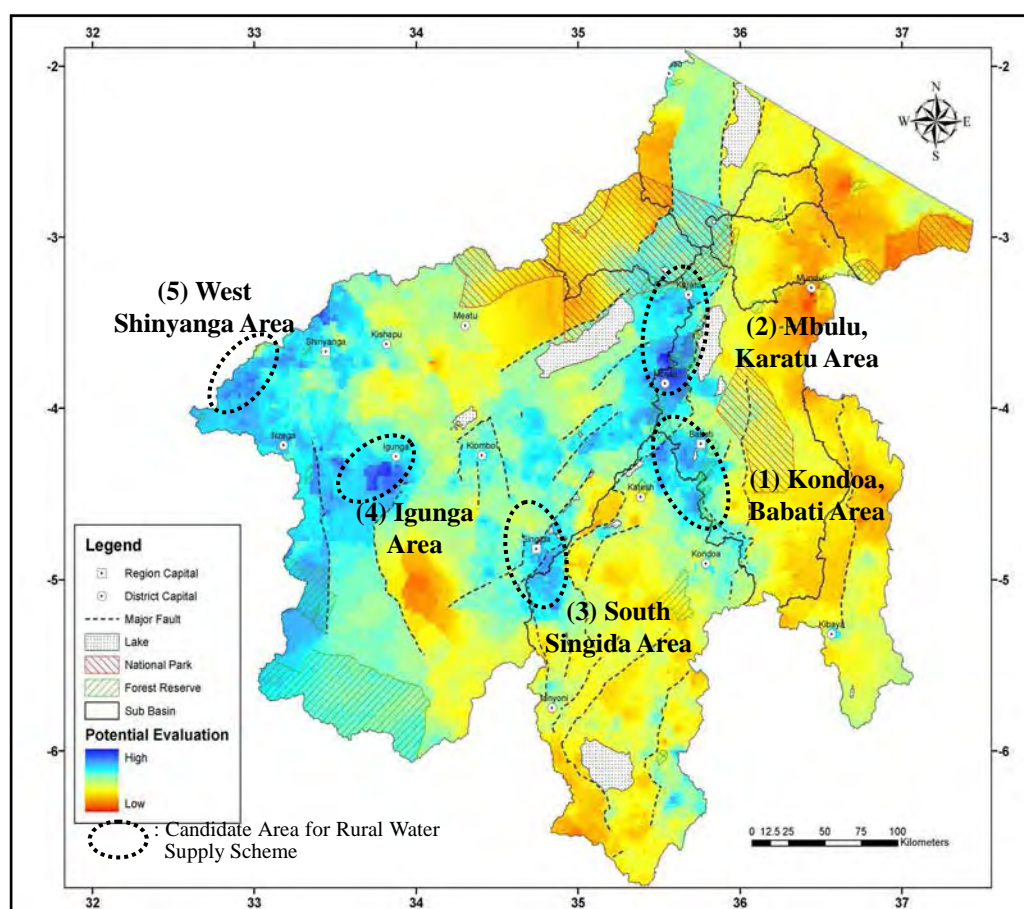 32 33 34 35 36 37
-2 -2
N
W E
S
-3 -3
(5) West
Shinyanga Area
Karatu
Mundul
(2) Mbulu,
Karatu Area
Meatu
Kishapu
Shinyanga
-4 -4
Nzega
Igunga
Kiomboi
Babati
(1) Kondoa,
Babati Area
Katesh
(4) Igunga
Area
Singida
Kondoa
-5 -5
(3) South
Singida Area
Kibaya
-6 -6
Legend
Region Capital
District Capital
Major Fault
Lake
National Park
Forest Reserve
Sub Basin
Potential Evaluation
High
Low
: Candidate Area for Rural Water
Supply Scheme
0 12.5 25 50 75 100
Kilometers
32 33 34 35 36 37